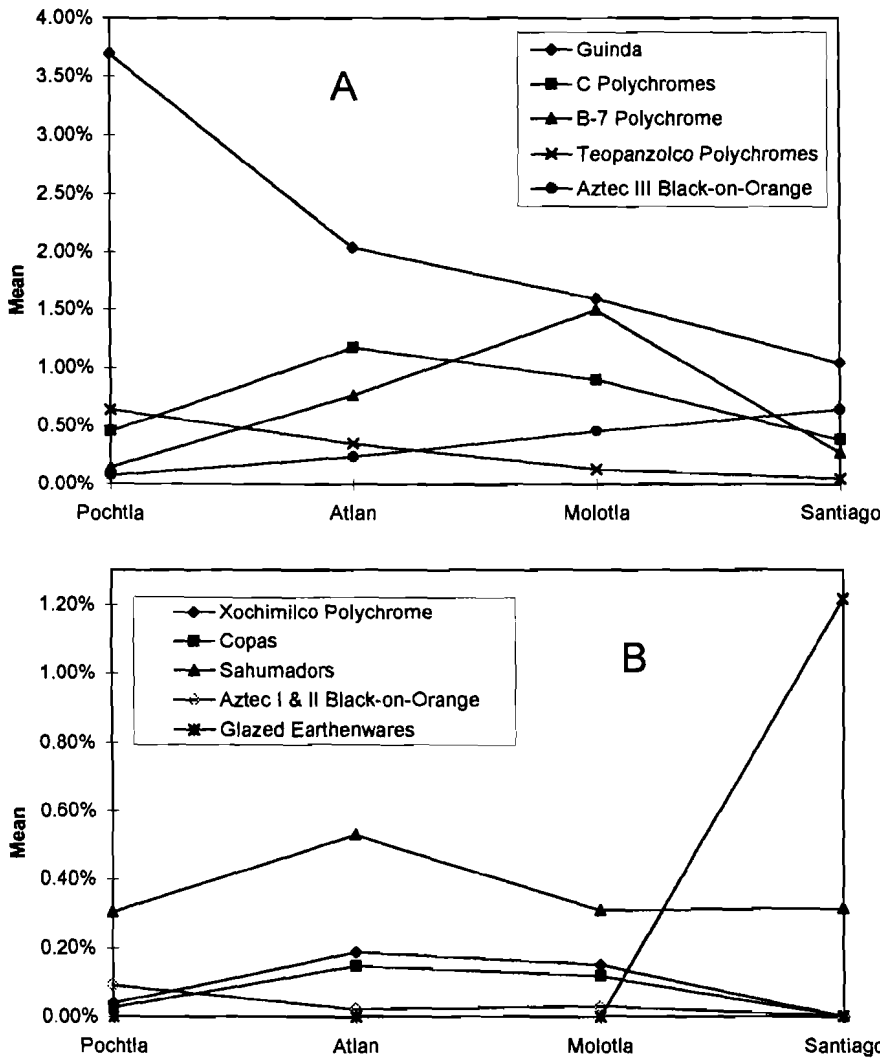 4.00%
3.50%
3.00%
2.50%
2.00%
1.50%
1.00%
0.50%
0.00%
Mean
A
Guinda
C Polychromes
B-7 Polychrome
Teopanzolco Polychromes
Aztec III Black-on-Orange
Pochtla Atlan Molotla Santiago
1.20%
1.00%
0.80%
0.60%
0.40%
0.20%
0.00%
Mean
Xochimilco Polychrome
Copas
Sahumadors
Aztec I & II Black-on-Orange
Glazed Earthenwares
B
Pochtla Atlan Molotla Santiago